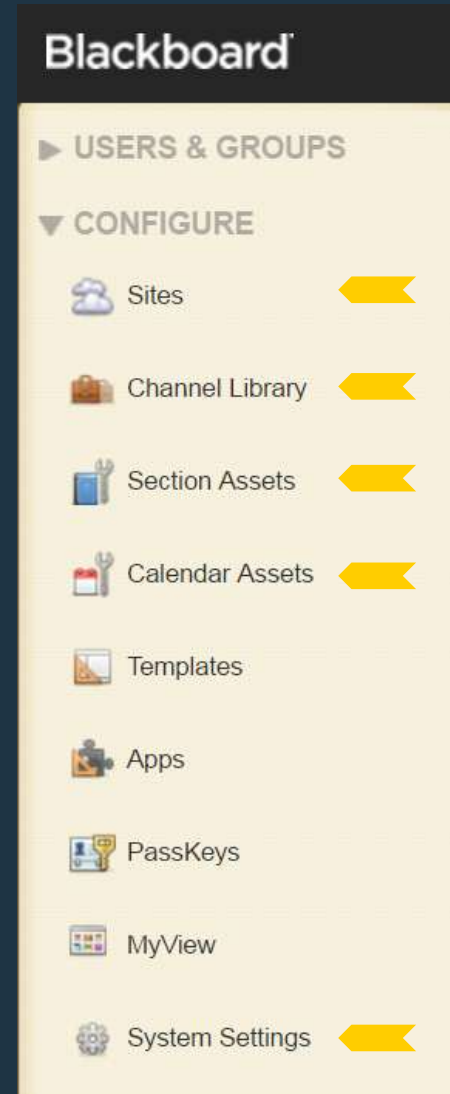 Blackboard
USERS & GROUPS
CONFIGURE
Sites
Channel Library
Section Assets
Calendar Assets
Templates
Apps
PassKeys
MyView
System Settings